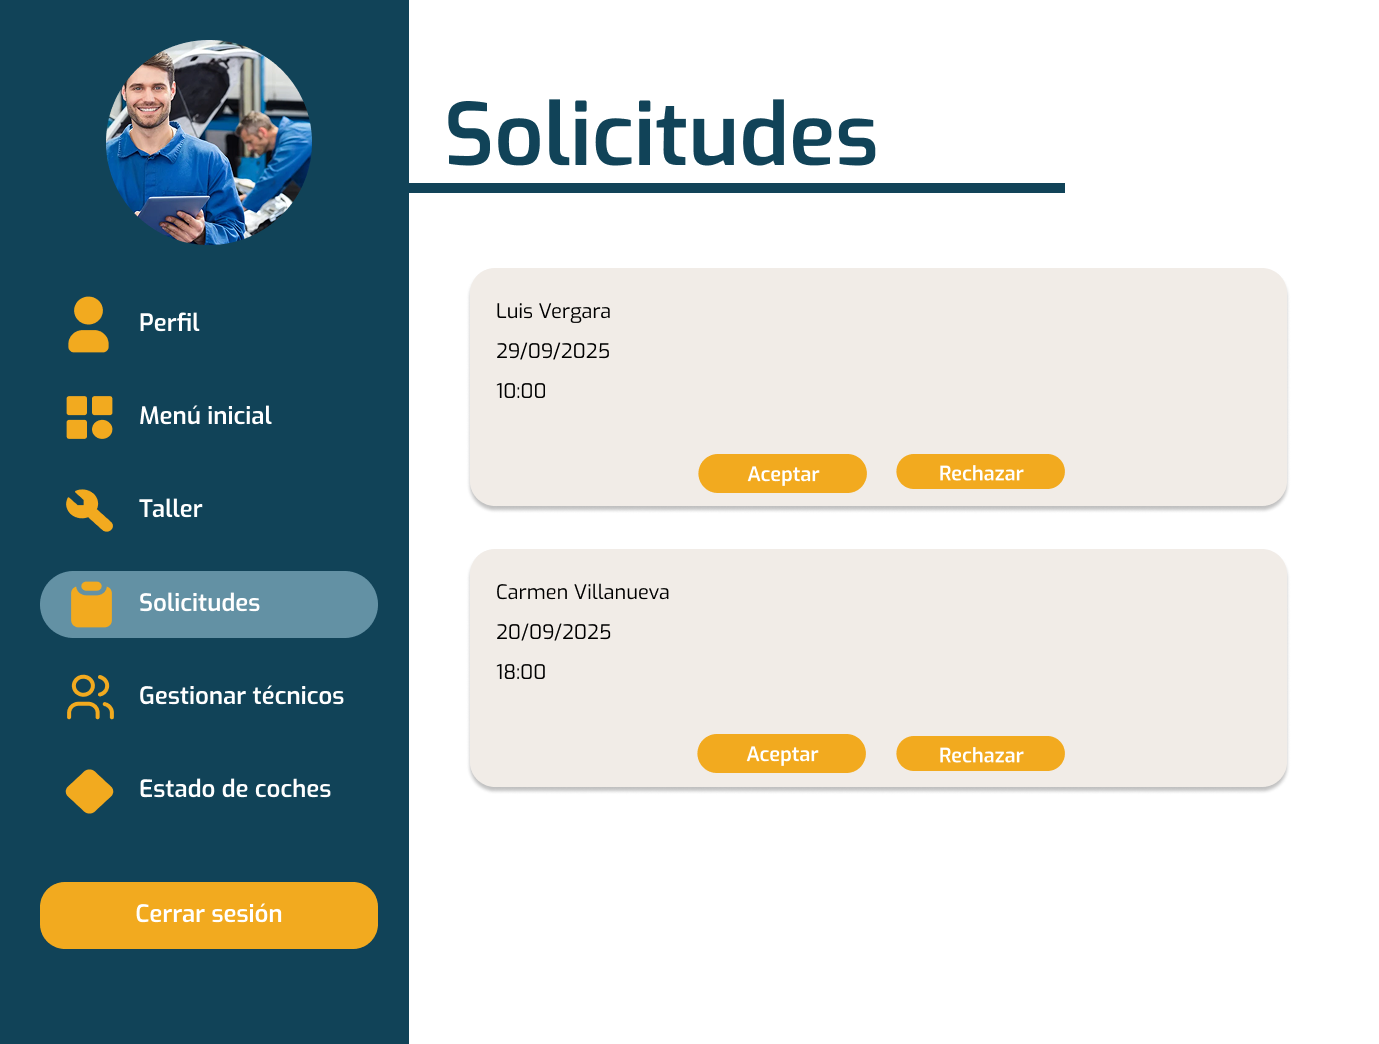 Solicitudes
Perfil
Menú inicial
Taller
Solicitudes
Gestionar técnicos
Estado de coches
Cerrar sesión
Luis Vergara
29/09/2025
10:00
Aceptar
Rechazar
Carmen Villanueva
20/09/2025
18:00
Aceptar
Rechazar